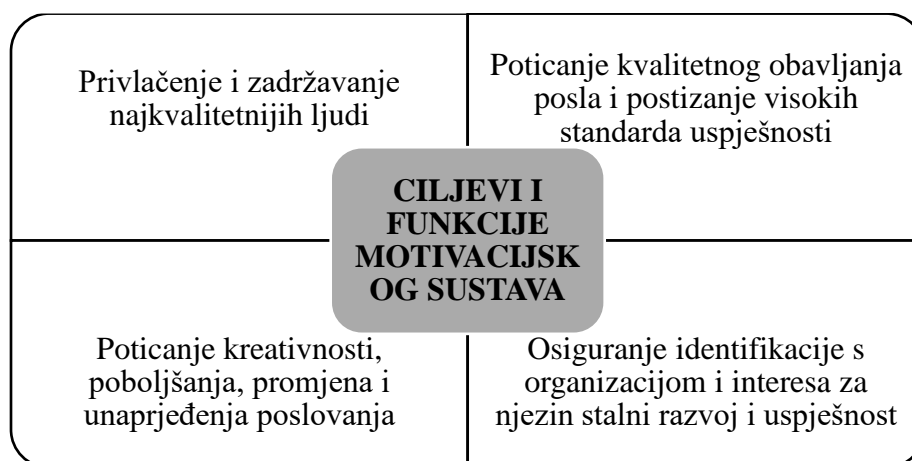 Privlačenje i zadržavanje
najkvalitetnijih ljudi
Poticanje kvalitetnog obavljanja
posla i postizanje visokih
standarda uspješnosti
CILJEVI I
FUNKCIJE
MOTIVACIJSK
OG SUSTAVA
Poticanje kreativnosti,
poboljšanja, promjena i
unaprjeđenja poslovanja
Osiguranje identifikacije s
organizacijom i interesa za
njezin stalni razvoj i uspješnost